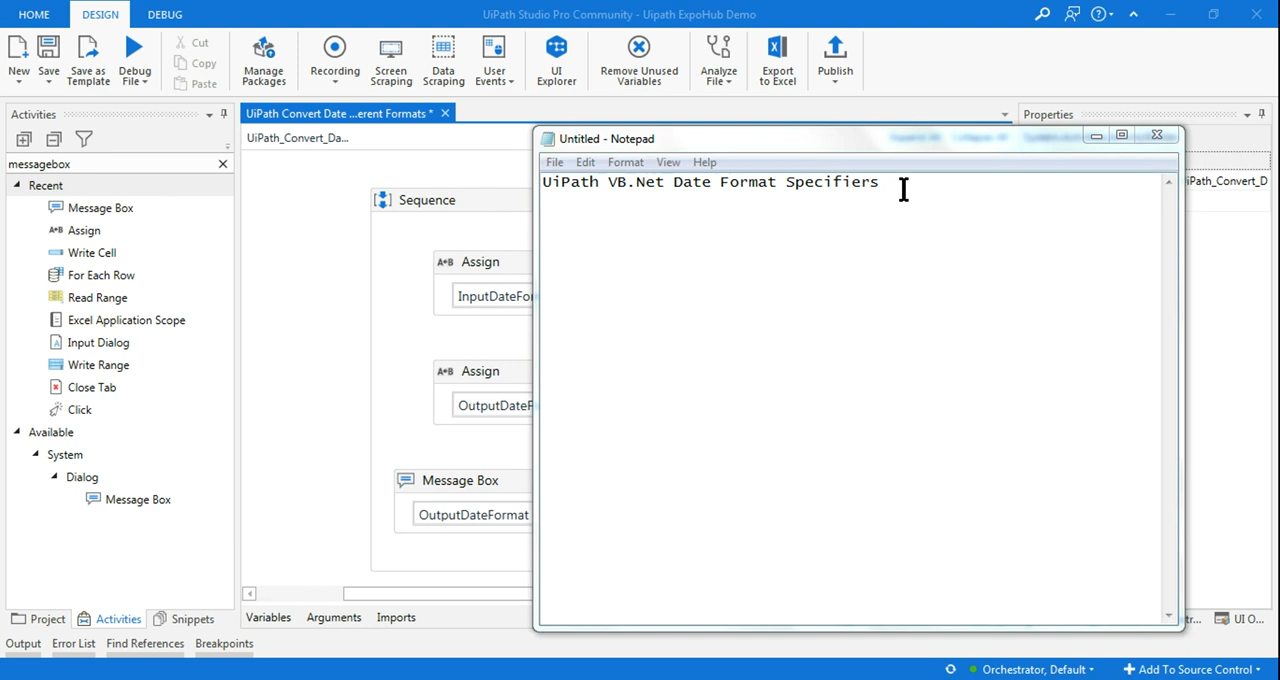 HOME DESIGN DEBUG UiPath Studio Pro Community - Uipath ExpoHub Demo
New Save Save as Template Debug File Cut Copy Paste Manage Packages Recording Screen Scraping Data Scraping User Events UI Explorer Remove Unused Variables Analyze File Export to Excel Publish
Activities
UiPath Convert Date ...erent Formats *
Properties
UiPath_Convert_Da...
messagebox
Recent
Message Box
Assign
Write Cell
For Each Row
Read Range
Excel Application Scope
Input Dialog
Write Range
Close Tab
Click
Available
System
Dialog
Message Box
Sequence
Assign
InputDateFo
Assign
OutputDateF
Message Box
OutputDateFormat
Untitled - Notepad
File Edit Format View Help
UiPath VB.Net Date Format Specifiers
iPath_Convert_D
Project Activities Snippets
Variables Arguments Imports
tr... UI O...
Output Error List Find References Breakpoints
Orchestrator, Default Add To Source Control